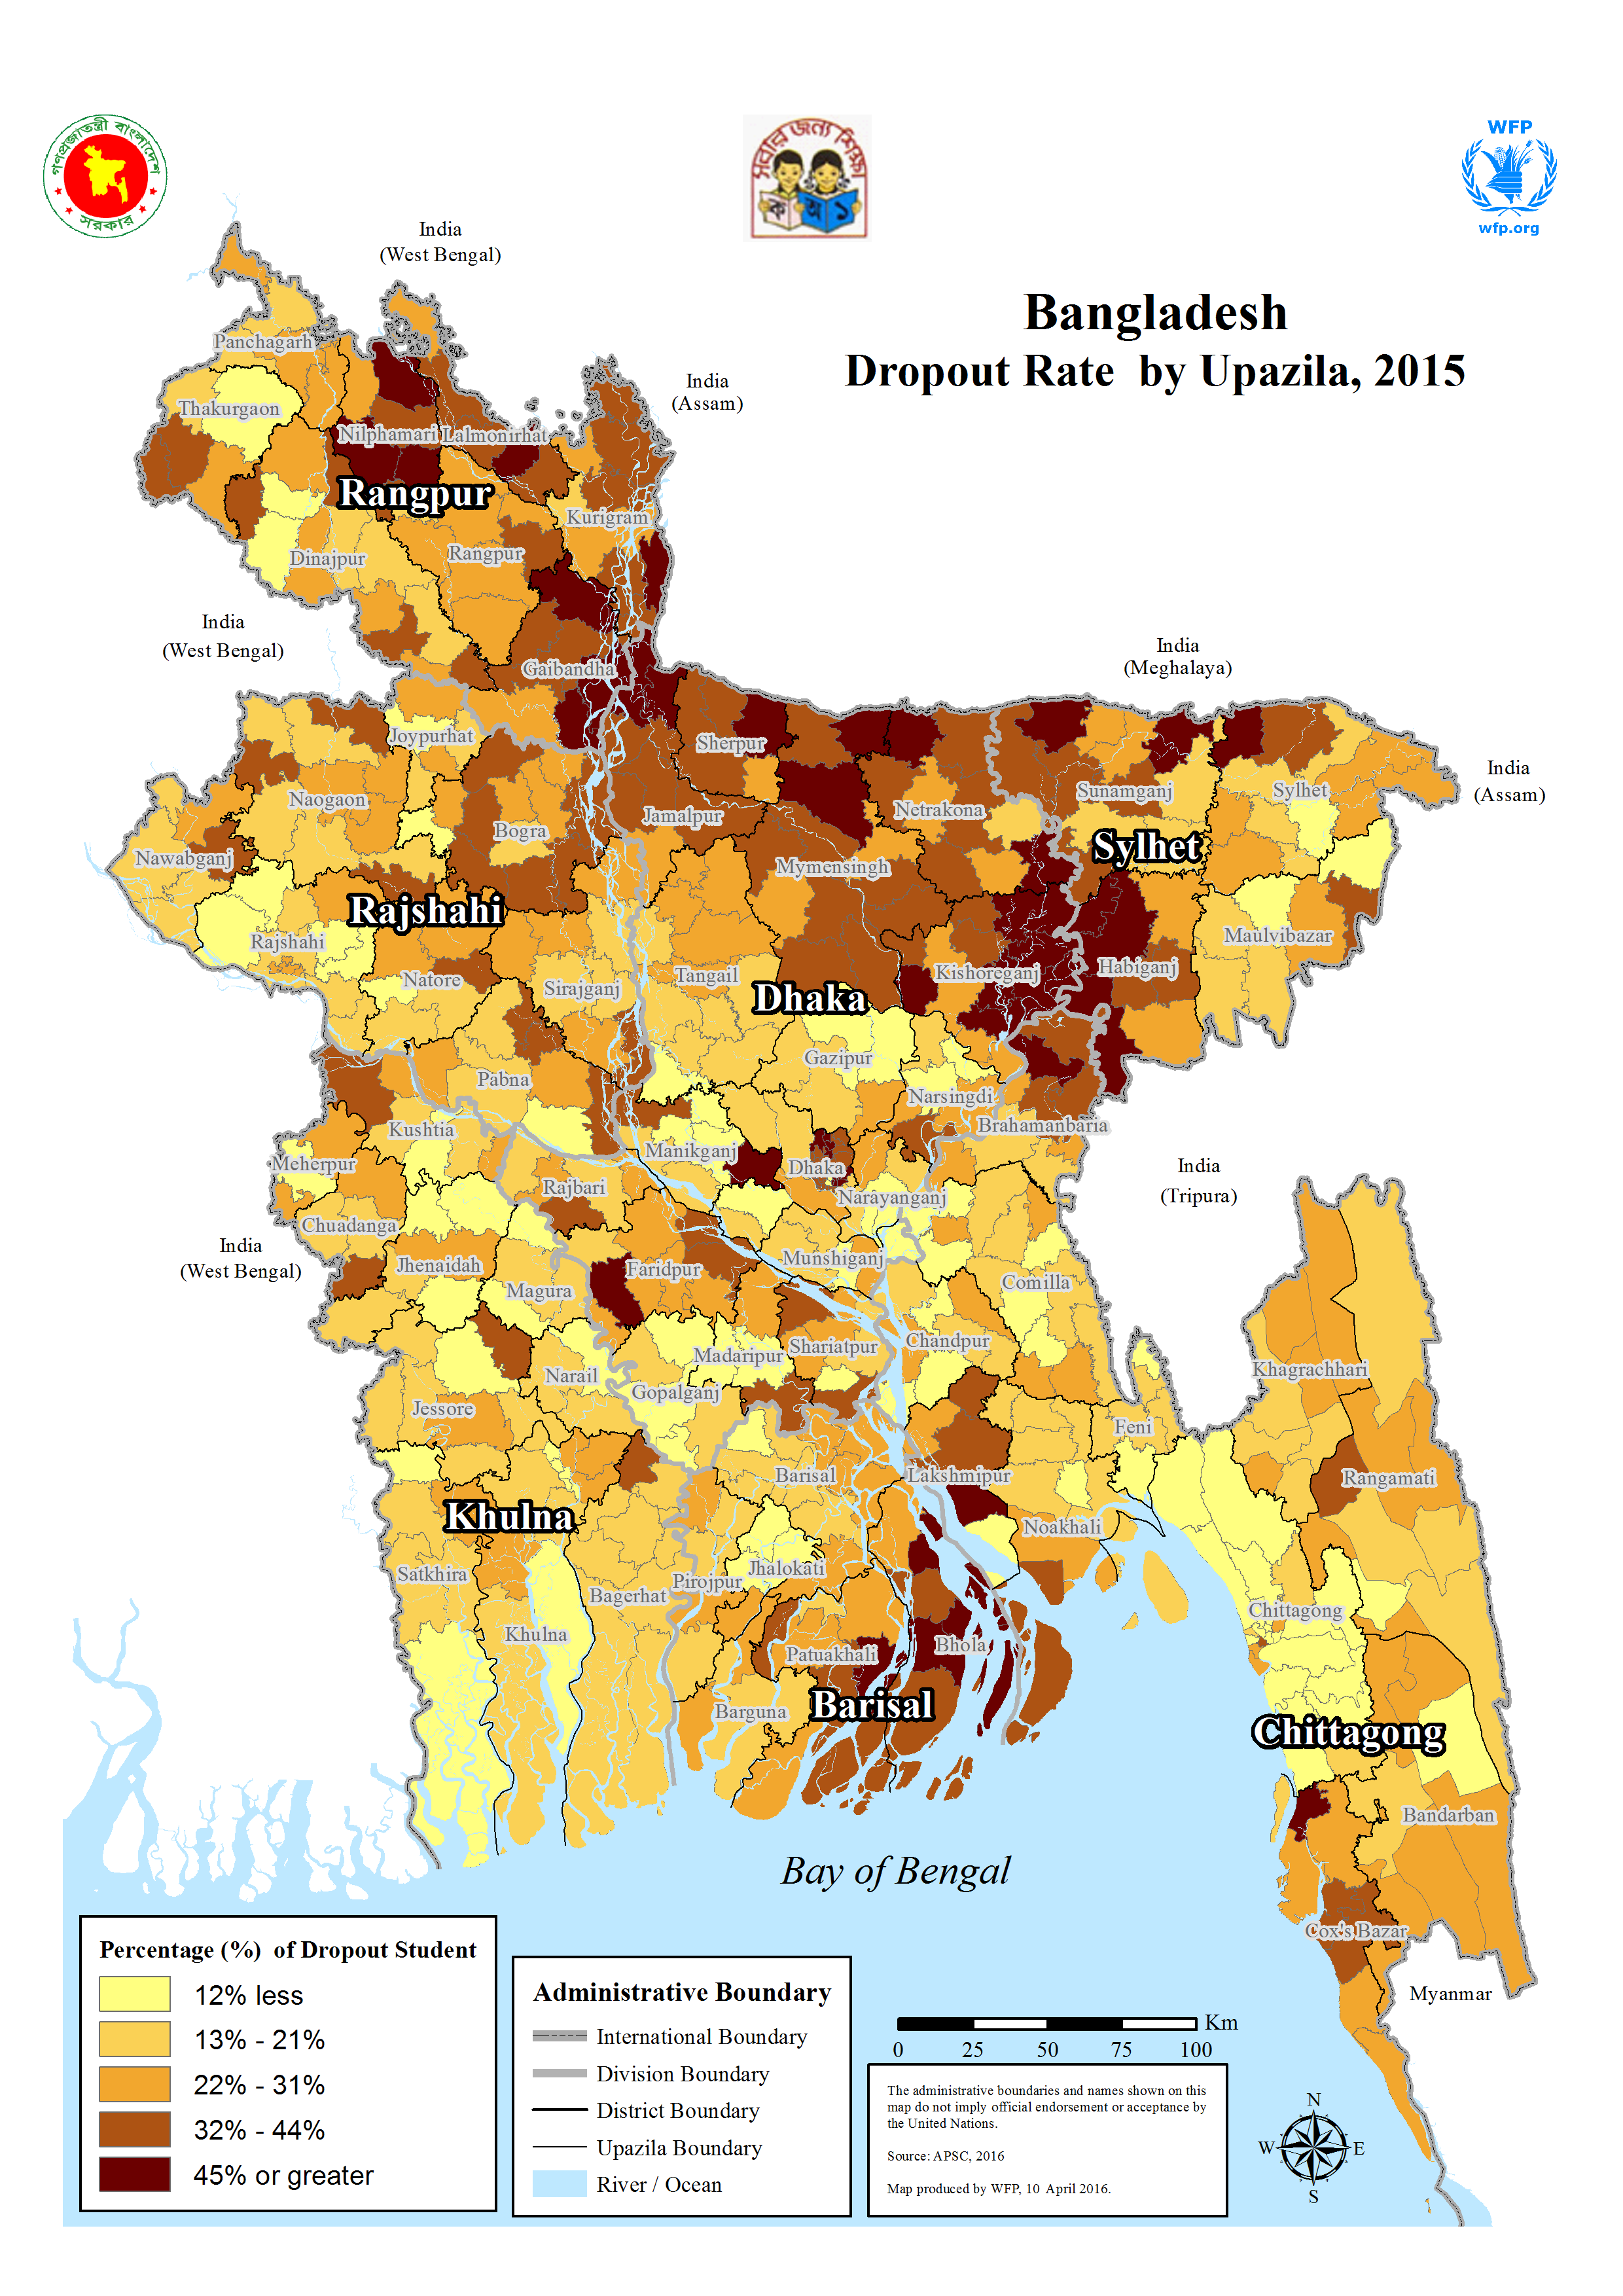 গণপ্রজাতন্ত্রী বাংলাদেশ
সরকার
সবার জন্য শিক্ষা
ক অ ১
WFP
wfp.org
Bangladesh
Dropout Rate by Upazila, 2015
India
(West Bengal)
India
(Assam)
India
(West Bengal)
India
(Meghalaya)
India
(Assam)
India
(Tripura)
India
(West Bengal)
Myanmar
Panchagarh
Thakurgaon
Nilphamari
Lalmonirhat
Rangpur
Kurigram
Dinajpur
Rangpur
Gaibandha
Joypurhat
Sherpur
Naogaon
Bogra
Jamalpur
Netrakona
Sunamganj
Sylhet
Sylhet
Nawabganj
Mymensingh
Rajshahi
Rajshahi
Natore
Sirajganj
Tangail
Dhaka
Kishoreganj
Habiganj
Maulvibazar
Gazipur
Pabna
Narsingdi
Kushtia
Brahamanbaria
Meherpur
Manikganj
Dhaka
Rajbari
Narayanganj
Chuadanga
Jhenaidah
Magura
Faridpur
Munshiganj
Comilla
Madaripur
Shariatpur
Chandpur
Khagrachhari
Narail
Gopalganj
Jessore
Feni
Barisal
Lakshmipur
Rangamati
Khulna
Noakhali
Satkhira
Bagerhat
Pirojpur
Jhalokati
Khulna
Chittagong
Patuakhali
Bhola
Barguna
Barisal
Chittagong
Bandarban
Cox's Bazar
Bay of Bengal
Percentage (%) of Dropout Student
12% less
13% - 21%
22% - 31%
32% - 44%
45% or greater
Administrative Boundary
International Boundary
Division Boundary
District Boundary
Upazila Boundary
River / Ocean
Km
0 25 50 75 100
The administrative boundaries and names shown on this
map do not imply official endorsement or acceptance by
the United Nations.
Source: APSC, 2016
Map produced by WFP, 10 April 2016.
N
W E
S